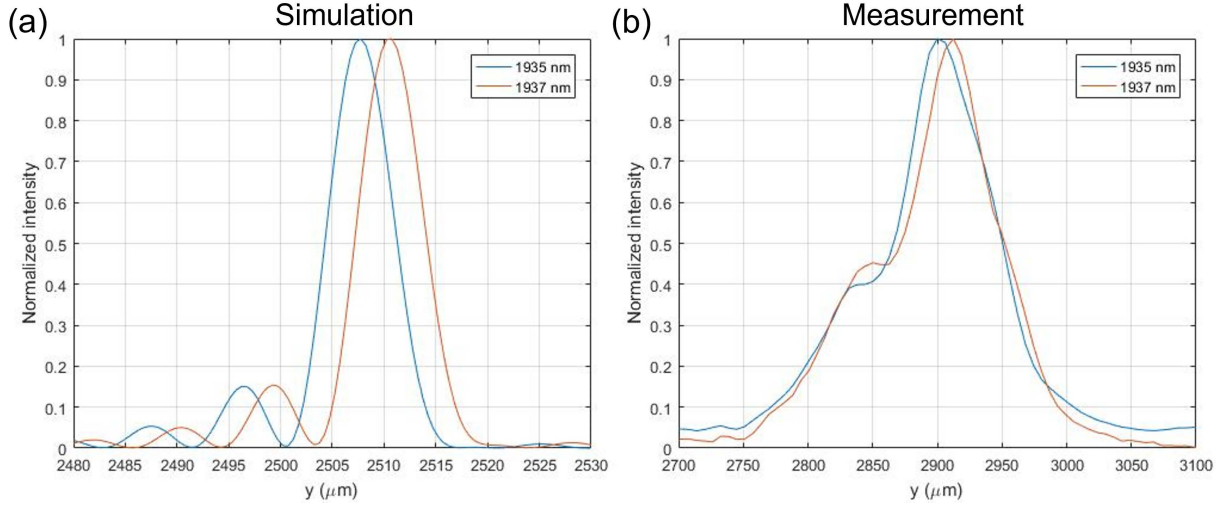 (a)
Simulation
1
0.9
0.8
0.7
0.6
0.5
0.4
0.3
0.2
0.1
0
Normalized intensity
1935 nm
1937 nm
2480 2485 2490 2495 2500 2505 2510 2515 2520 2525 2530
y (μm)
(b)
Measurement
1
0.9
0.8
0.7
0.6
0.5
0.4
0.3
0.2
0.1
0
Normalized intensity
1935 nm
1937 nm
2700 2750 2800 2850 2900 2950 3000 3050 3100
y (μm)